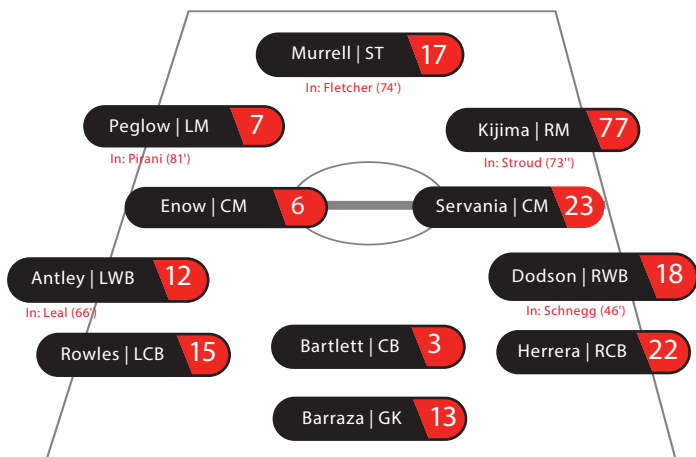 Murrell | ST 17
In: Fletcher (74')
Peglow | LM 7
In: Pirani (81')
Kijima | RM 77
In: Stroud (73'')
Enow | CM 6
Servania | CM 23
Antley | LWB 12
In: Leal (66')
Dodson | RWB 18
In: Schnegg (46')
Rowles | LCB 15
Bartlett | CB 3
Herrera | RCB 22
Barraza | GK 13